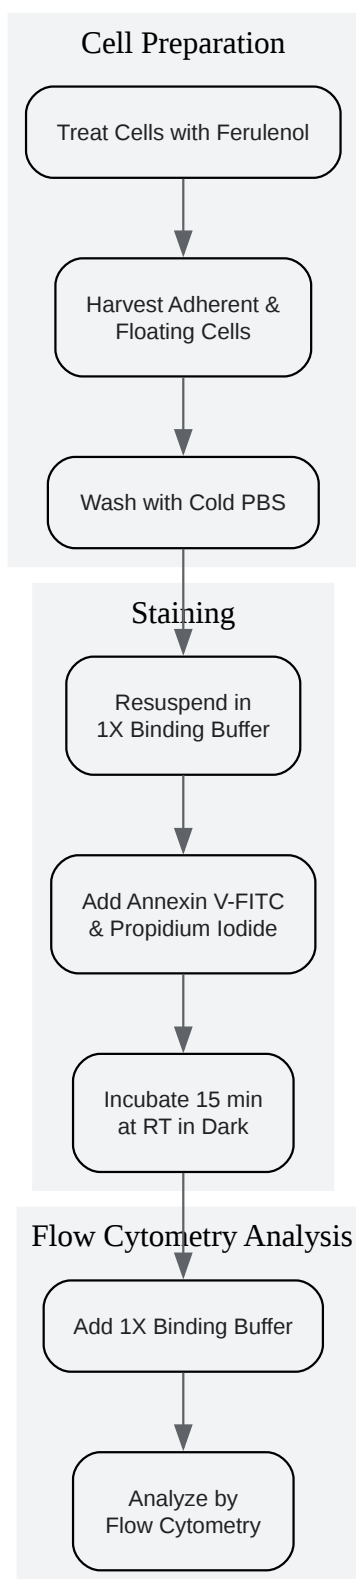 Cell Preparation
Treat Cells with Ferulenol
Harvest Adherent &
Floating Cells
Wash with Cold PBS
Staining
Resuspend in
1X Binding Buffer
Add Annexin V-FITC
& Propidium Iodide
Incubate 15 min
at RT in Dark
Flow Cytometry Analysis
Add 1X Binding Buffer
Analyze by
Flow Cytometry